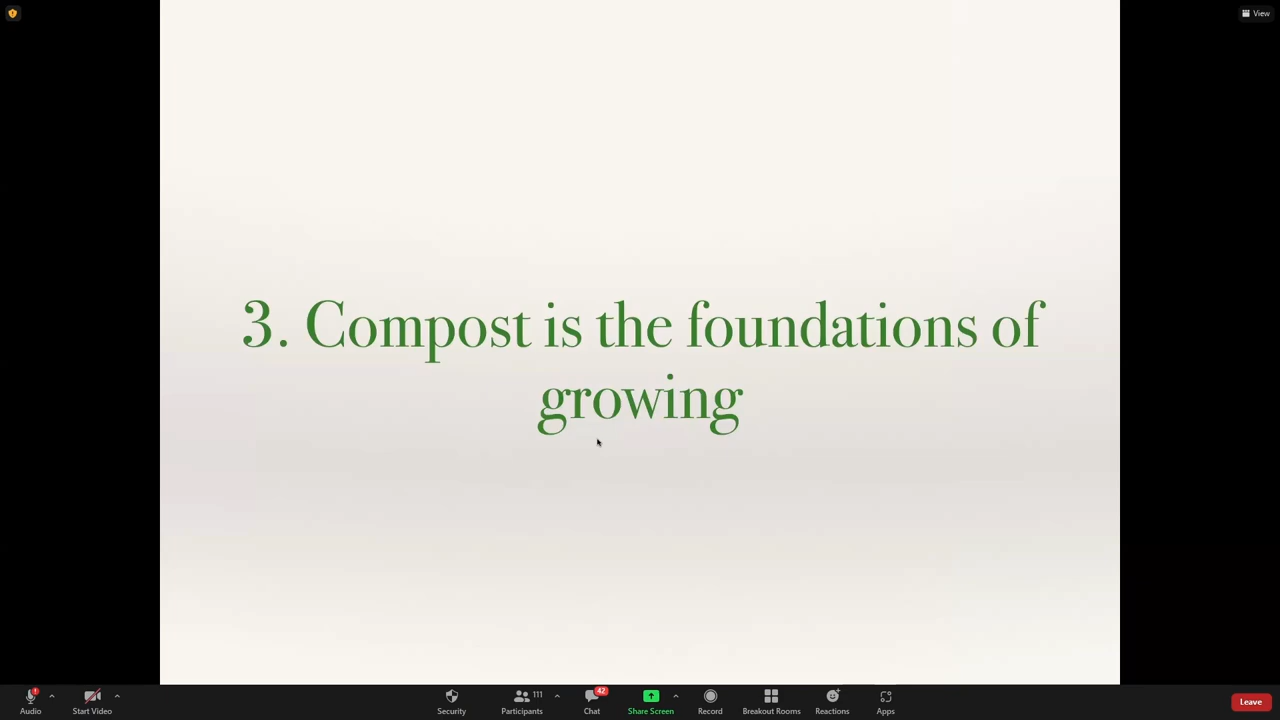 View
3. Compost is the foundations of
growing
111
42
Audio
Start Video
Security
Participants
Chat
Share Screen
Record
Breakout Rooms
Reactions
Apps
Leave